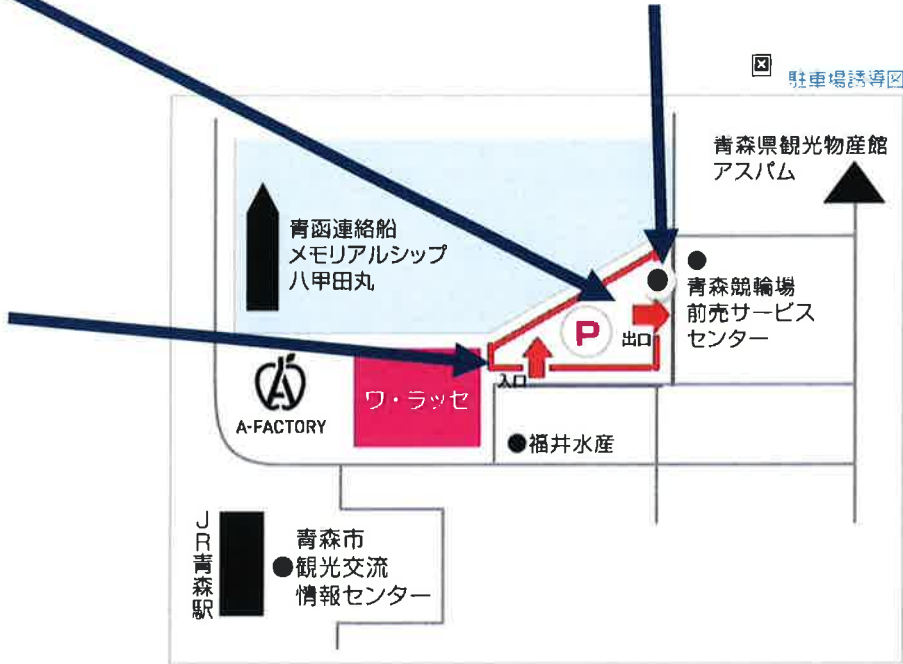 駐車場誘導図
青森県観光物産館
アスパム
青函連絡船
メモリアルシップ
八甲田丸
青森競輪場
前売サービス
センター
P
出口
入口
ワ・ラッセ
A-FACTORY
福井水産
JR青森駅
青森市
観光交流
情報センター